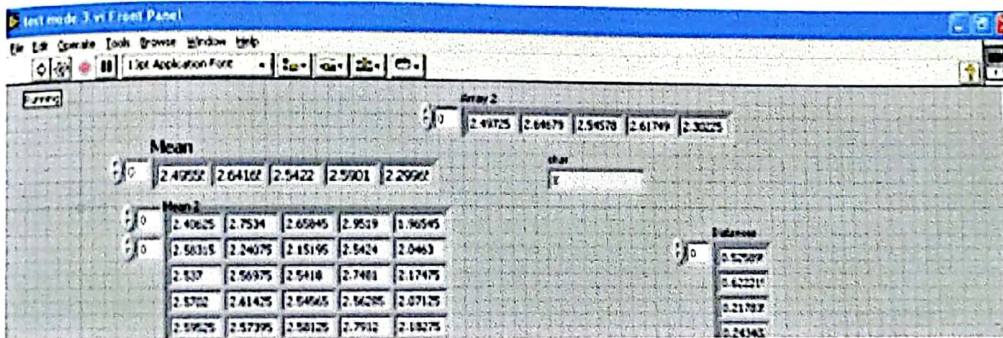 test mode 3.vi Front Panel
File Edit Operate Tools Browse Window Help
13pt Application Font
Running
Array 2
0 2.49725 2.64679 2.54578 2.61749 2.30225
Mean
0 2.6416 2.5422 2.5901
char
Y
Mean 2
0 2.40625 2.7534 2.65845 2.9519 1.96545
0 2.58315 2.24075 2.15195 2.5424 2.0463
2.537 2.56975 2.5418 2.7481 2.17475
2.5702 2.61425 2.54565 2.56285 2.07125
2.59525 2.57395 2.58125 2.7912 2.18275
Distances
0